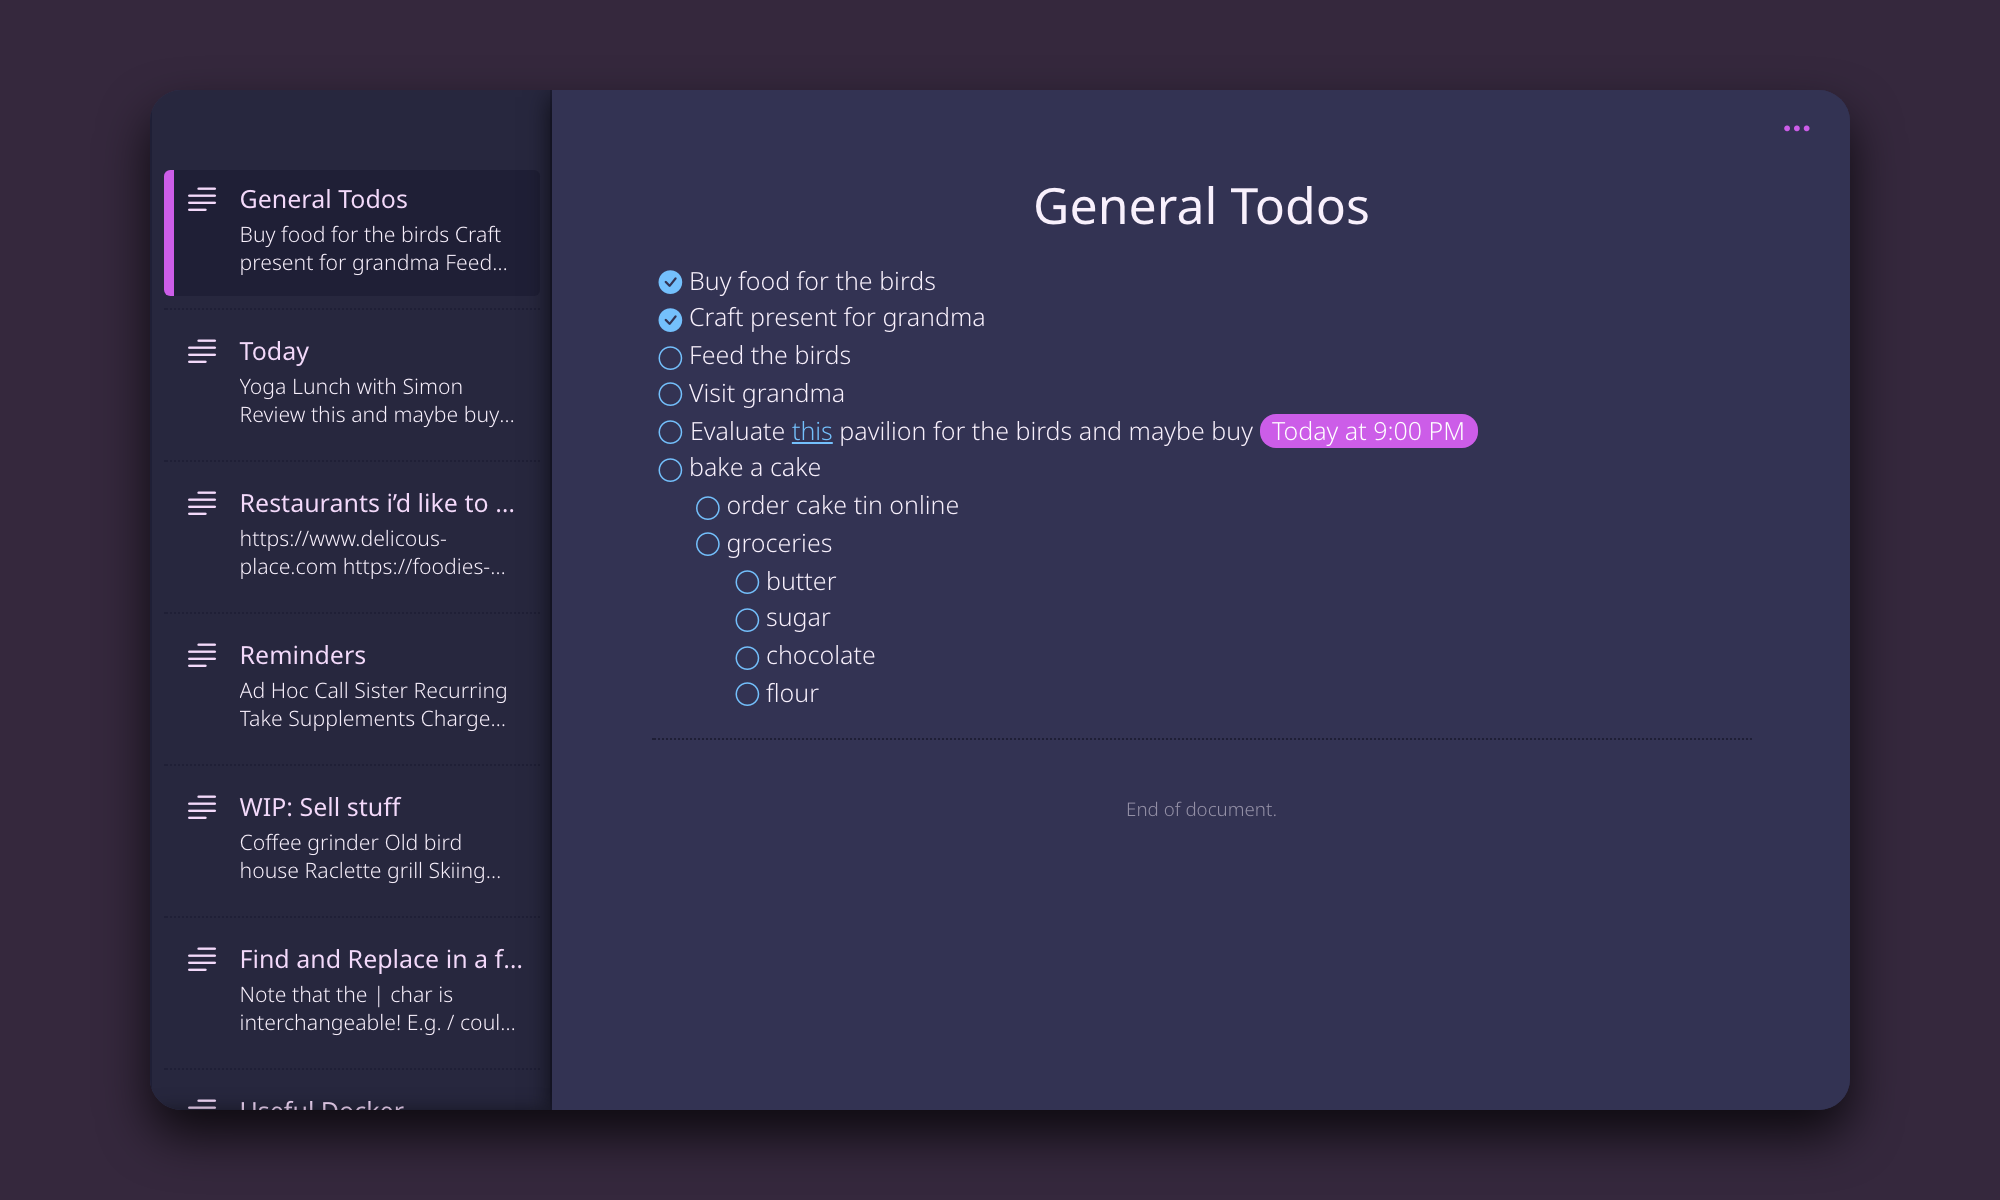 General Todos
Buy food for the birds Craft
present for grandma Feed...
Today
Yoga Lunch with Simon
Review this and maybe buy...
Restaurants i’d like to ...
https://www.delicous-
place.com https://foodies-...
Reminders
Ad Hoc Call Sister Recurring
Take Supplements Charge...
WIP: Sell stuff
Coffee grinder Old bird
house Raclette grill Skiing...
Find and Replace in a f...
Note that the | char is
interchangeable! E.g. / coul...
Useful Docker
General Todos
Buy food for the birds
Craft present for grandma
Feed the birds
Visit grandma
Evaluate this pavilion for the birds and maybe buy Today at 9:00 PM
bake a cake
order cake tin online
groceries
butter
sugar
chocolate
flour
End of document.